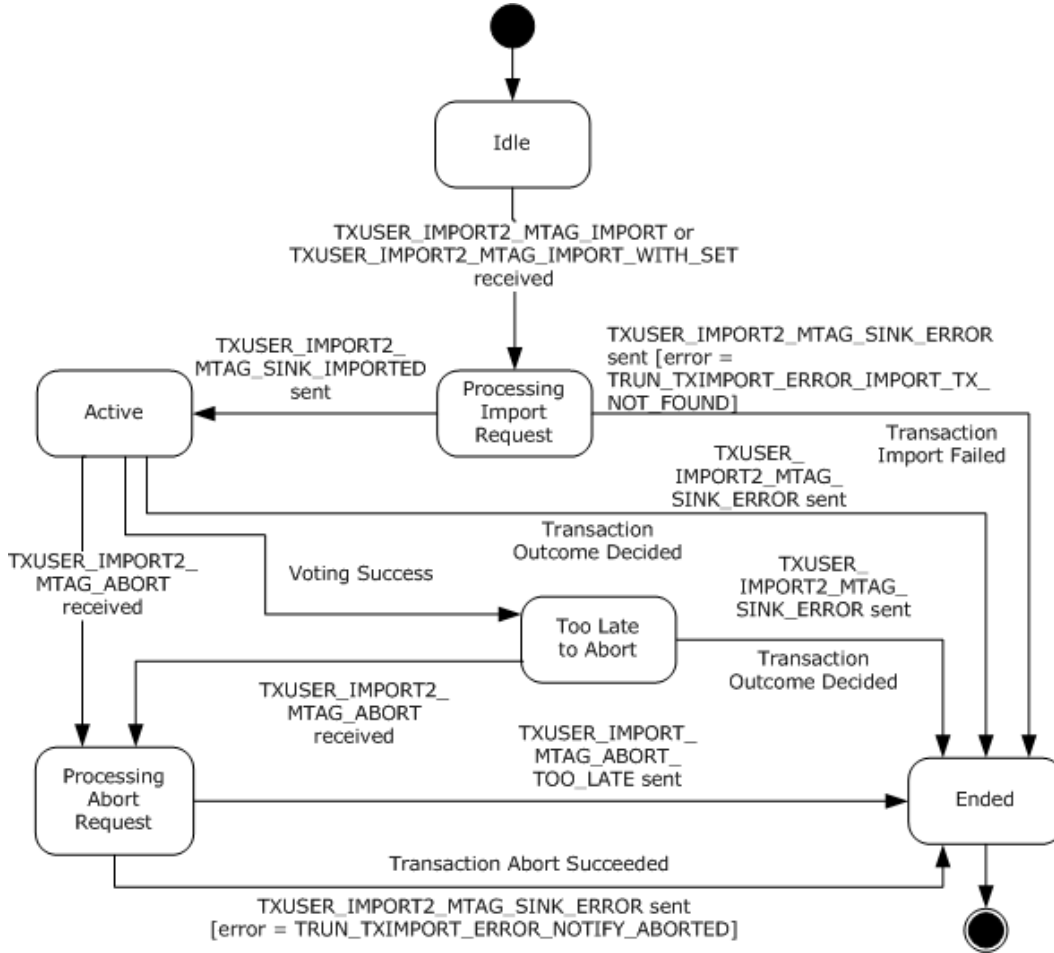 Idle
TXUSER_IMPORT2_MTAG_IMPORT or
TXUSER_IMPORT2_MTAG_IMPORT_WITH_SET
received
TXUSER_IMPORT2_
MTAG_SINK_IMPORTED
sent
TXUSER_IMPORT2_MTAG_SINK_ERROR
sent [error =
TRUN_TXIMPORT_ERROR_IMPORT_TX_
NOT_FOUND]
Active
Processing
Import
Request
Transaction
Import Failed
TXUSER_
IMPORT2_MTAG_
SINK_ERROR sent
Transaction
Outcome Decided
TXUSER_IMPORT2_
MTAG_ABORT
received
Voting Success
TXUSER_
IMPORT2_MTAG_
SINK_ERROR sent
Too Late
to Abort
Transaction
Outcome Decided
TXUSER_IMPORT2_
MTAG_ABORT
received
TXUSER_IMPORT_
MTAG_ABORT_
TOO_LATE sent
Processing
Abort
Request
Ended
Transaction Abort Succeeded
TXUSER_IMPORT2_MTAG_SINK_ERROR sent
[error = TRUN_TXIMPORT_ERROR_NOTIFY_ABORTED]